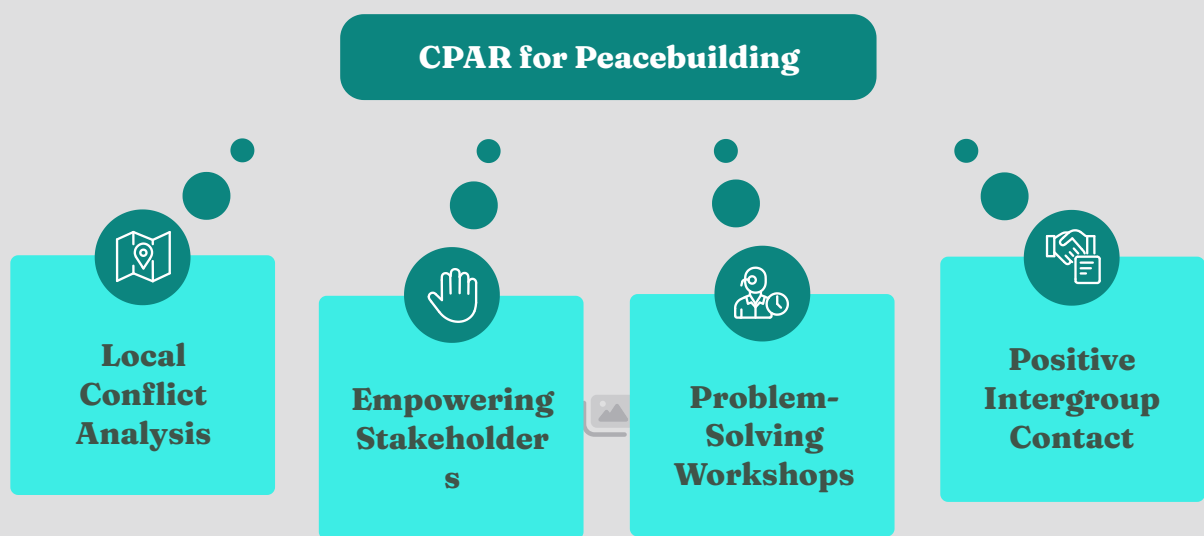 CPAR for Peacebuilding
Local
Conflict
Analysis
Empowering
Stakeholder
s
Problem-
Solving
Workshops
Positive
Intergroup
Contact